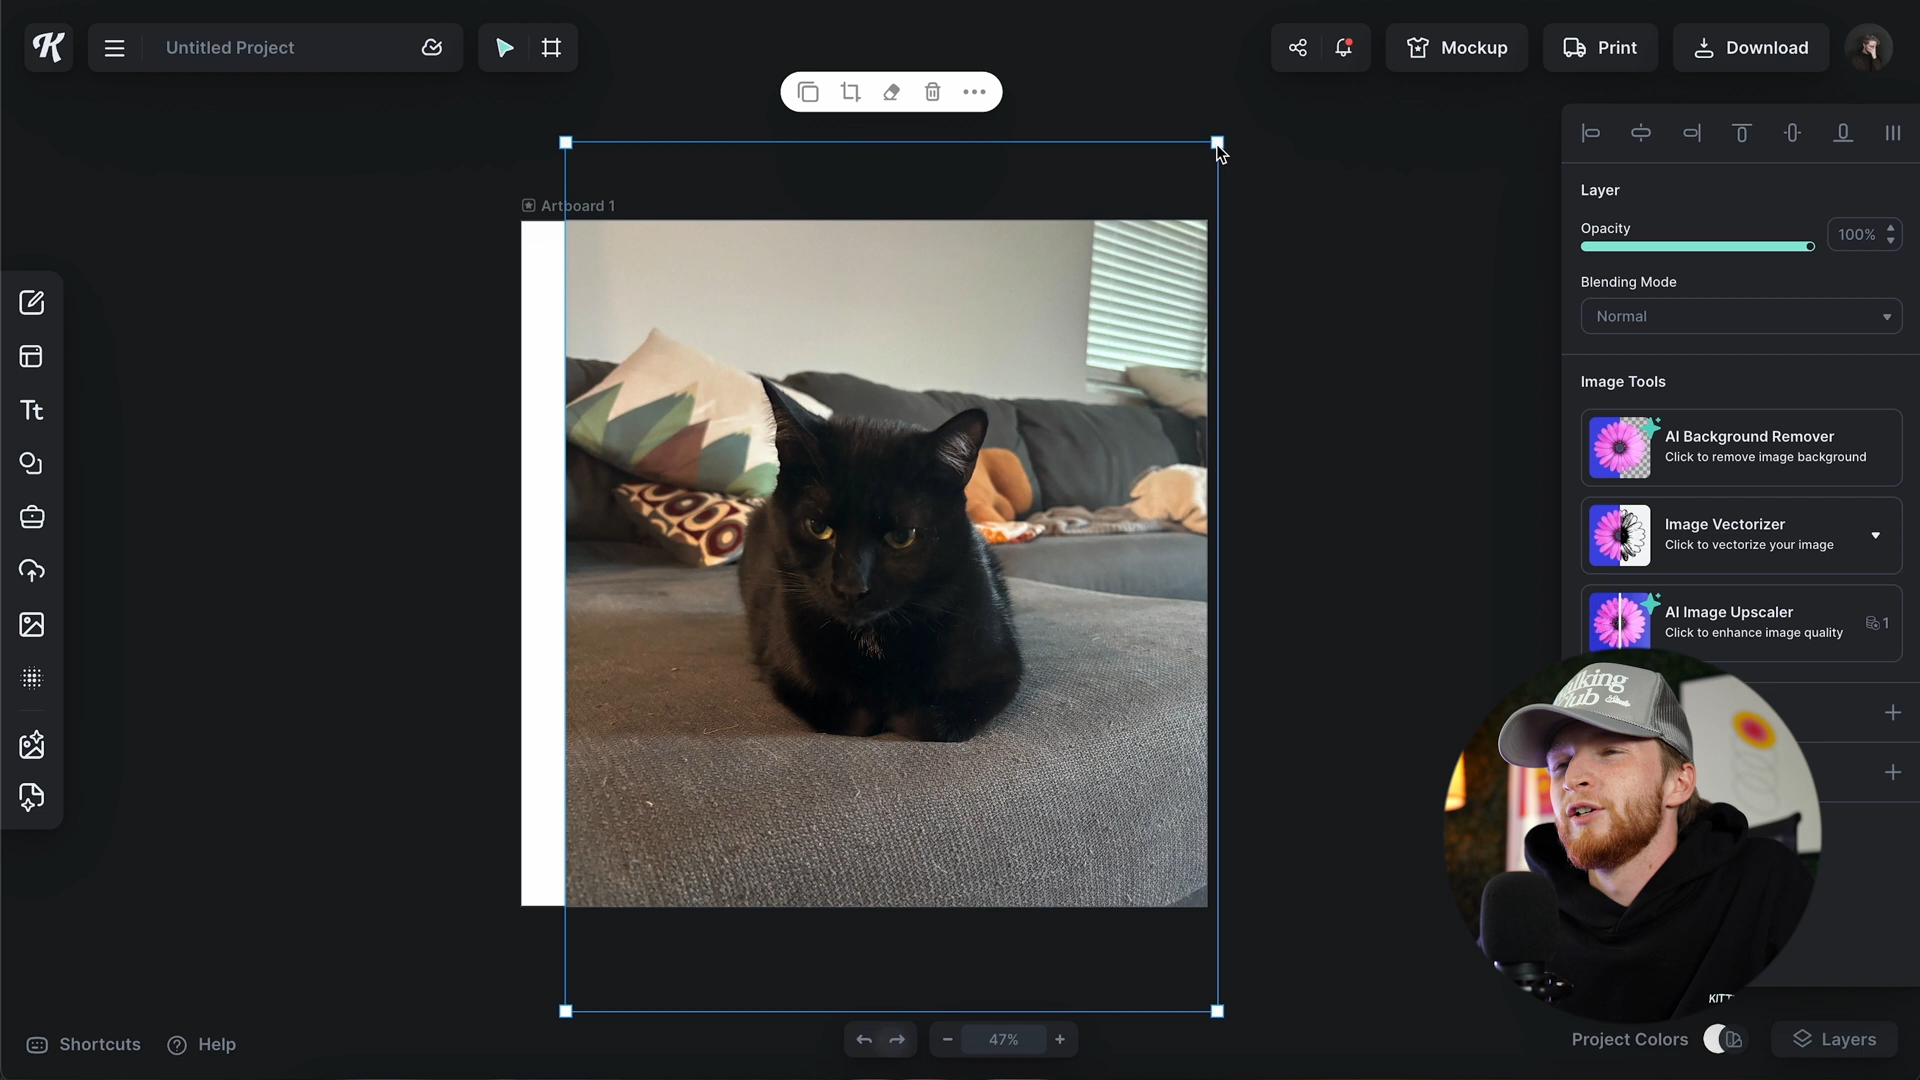 K
Untitled Project
Mockup
Print
Download
Artboard 1
Layer
Opacity
100%
Blending Mode
Normal
Image Tools
AI Background Remover
Click to remove image background
Image Vectorizer
Click to vectorize your image
AI Image Upscaler
Click to enhance image quality
1
Tt
Shortcuts
Help
47%
Project Colors
Layers